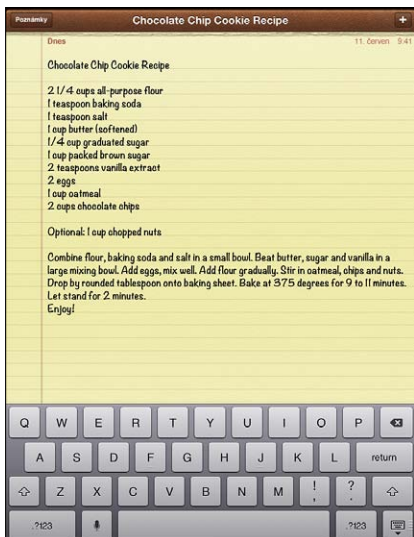 Poznámky
Chocolate Chip Cookie Recipe
+
Dnes
11. červen 9:41
Chocolate Chip Cookie Recipe
2 1/4 cups all-purpose flour
1 teaspoon baking soda
1 teaspoon salt
1 cup butter (softened)
1/4 cup graduated sugar
1 cup packed brown sugar
2 teaspoons vanilla extract
2 eggs
1 cup oatmeal
2 cups chocolate chips
Optional: 1 cup chopped nuts
Combine flour, baking soda and salt in a small bowl. Beat butter, sugar and vanilla in a
large mixing bowl. Add eggs, mix well. Add flour gradually. Stir in oatmeal, chips and nuts.
Drop by rounded tablespoon onto baking sheet. Bake at 375 degrees for 9 to 11 minutes.
Let stand for 2 minutes.
Enjoy!
Q W E R T Y U I O P
A S D F G H J K L return
Z X C V B N M ! , ? .
.?123 .?123